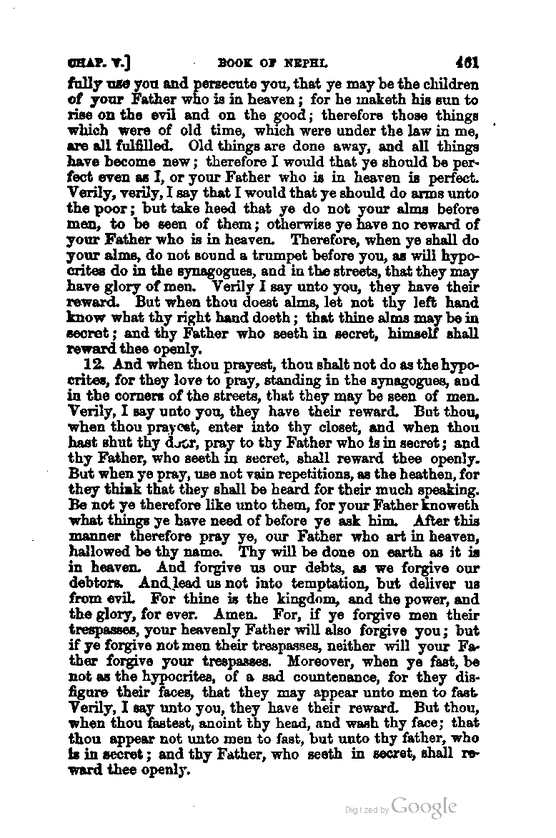 CHAP. V.] BOOK OF NEPHI. 461
fully use you and persecute you, that ye may be the children
of your Father who is in heaven; for he maketh his sun to
rise on the evil and on the good; therefore those things
which were of old time, which were under the law in me,
are all fulfilled. Old things are done away, and all things
have become new; therefore I would that ye should be per-
fect even as I, or your Father who is in heaven is perfect.
Verily, verily, I say that I would that ye should do arms unto
the poor; but take heed that ye do not your alms before
men, to be seen of them; otherwise ye have no reward of
your Father who is in heaven. Therefore, when ye shall do
your alms, do not sound a trumpet before you, as will hypo-
crites do in the synagogues, and in the streets, that they may
have glory of men. Verily I say unto you, they have their
reward. But when thou doest alms, let not thy left hand
know what thy right hand doeth; that thine alms may be in
secret; and thy Father who seeth in secret, himself shall
reward thee openly.
12. And when thou prayest, thou shalt not do as the hypo-
crites, for they love to pray, standing in the synagogues, and
in the corners of the streets, that they may be seen of men.
Verily, I say unto you, they have their reward. But thou,
when thou prayest, enter into thy closet, and when thou
hast shut thy door, pray to thy Father who is in secret; and
thy Father, who seeth in secret, shall reward thee openly.
But when ye pray, use not vain repetitions, as the heathen, for
they think that they shall be heard for their much speaking.
Be not ye therefore like unto them, for your Father knoweth
what things ye have need of before ye ask him. After this
manner therefore pray ye, our Father who art in heaven,
hallowed be thy name. Thy will be done on earth as it is
in heaven. And forgive us our debts, as we forgive our
debtors. And lead us not into temptation, but deliver us
from evil. For thine is the kingdom, and the power, and
the glory, for ever. Amen. For, if ye forgive men their
trespasses, your heavenly Father will also forgive you; but
if ye forgive not men their trespasses, neither will your Fa-
ther forgive your trespasses. Moreover, when ye fast, be
not as the hypocrites, of a sad countenance, for they dis-
figure their faces, that they may appear unto men to fast.
Verily, I say unto you, they have their reward. But thou,
when thou fastest, anoint thy head, and wash thy face; that
thou appear not unto men to fast, but unto thy father, who
is in secret; and thy Father, who seeth in secret, shall re-
ward thee openly.
Digitized by Google